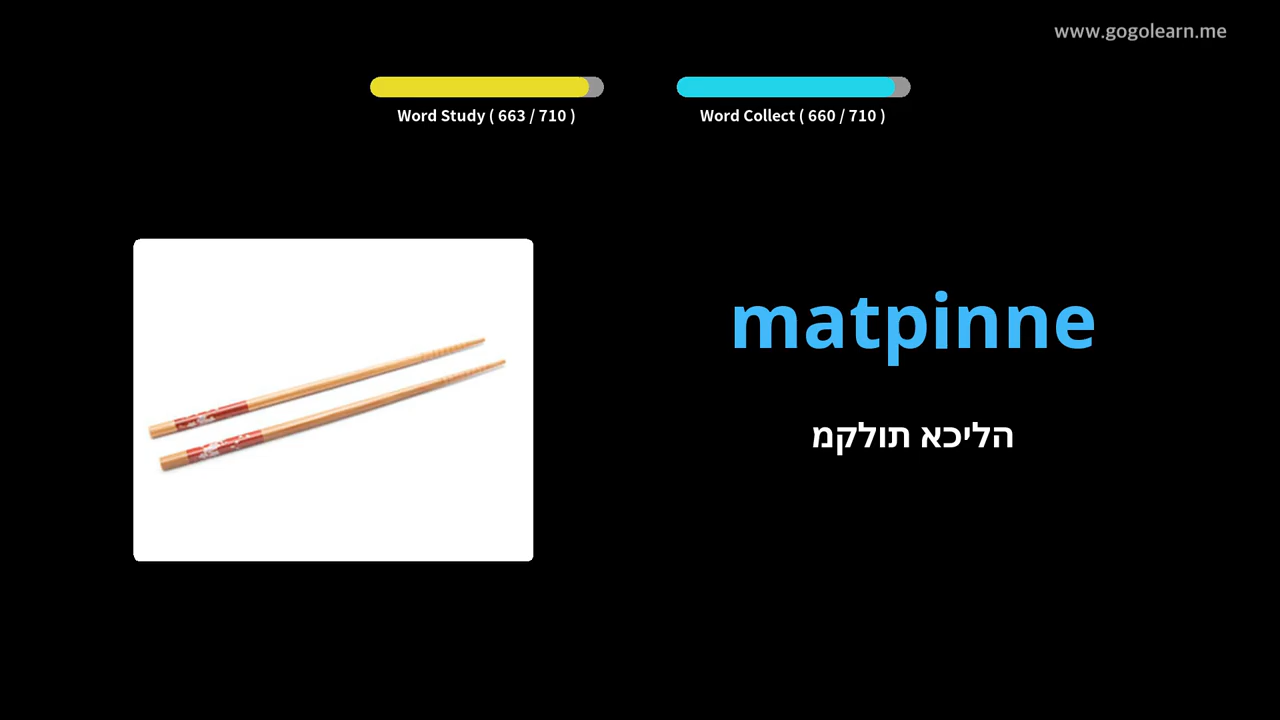 www.gogolearn.me
Word Study ( 663 / 710 )
Word Collect ( 660 / 710 )
matpinne
הליכא תולקמ